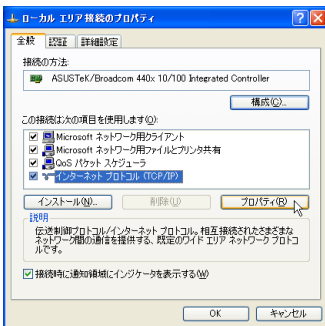 ローカル エリア接続のプロパティ
全般 認証 詳細設定
接続の方法:
ASUSTeK/Broadcom 440x 10/100 Integrated Controller
構成(C)...
この接続は次の項目を使用します(O):
Microsoft ネットワーク用クライアント
Microsoft ネットワーク用ファイルとプリンタ共有
QoS パケット スケジューラ
インターネット プロトコル (TCP/IP)
インストール(N)... 削除(U) プロパティ(R)
説明
伝送制御プロトコル/インターネット プロトコル。相互接続されたさまざまな
ネットワーク間の通信を提供する、既定のワイド エリア ネットワーク プロトコ
ルです。
接続時に通知領域にインジケータを表示する(W)
OK キャンセル